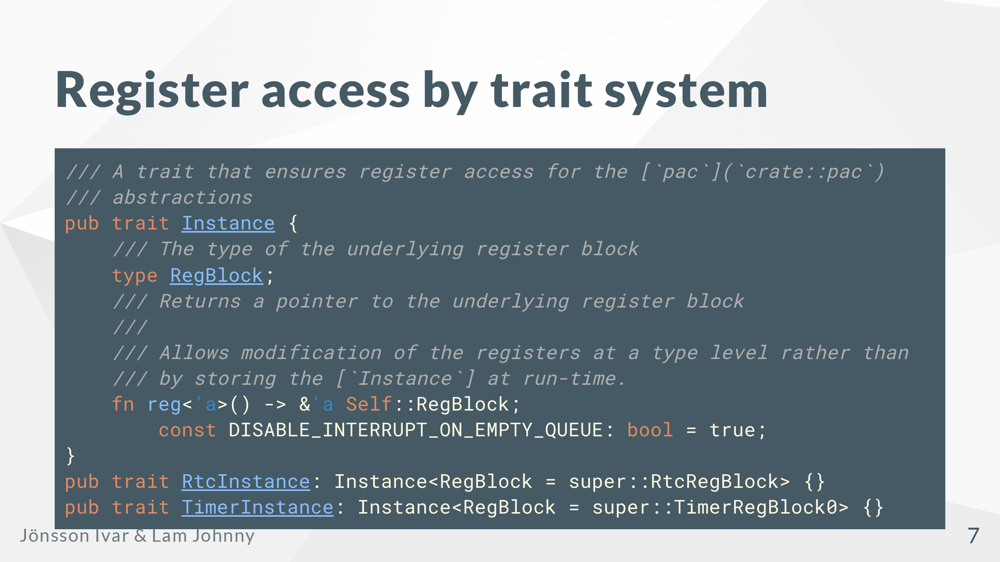 Register access by trait system
/// A trait that ensures register access for the [`pac`](`crate::pac`)
/// abstractions
pub trait Instance {
    /// The type of the underlying register block
    type RegBlock;
    /// Returns a pointer to the underlying register block
    ///
    /// Allows modification of the registers at a type level rather than
    /// by storing the [`Instance`] at run-time.
    fn reg<'a>() -> &'a Self::RegBlock;
        const DISABLE_INTERRUPT_ON_EMPTY_QUEUE: bool = true;
}
pub trait RtcInstance: Instance<RegBlock = super::RtcRegBlock> {}
pub trait TimerInstance: Instance<RegBlock = super::TimerRegBlock0> {}
Jönsson Ivar & Lam Johnny
7